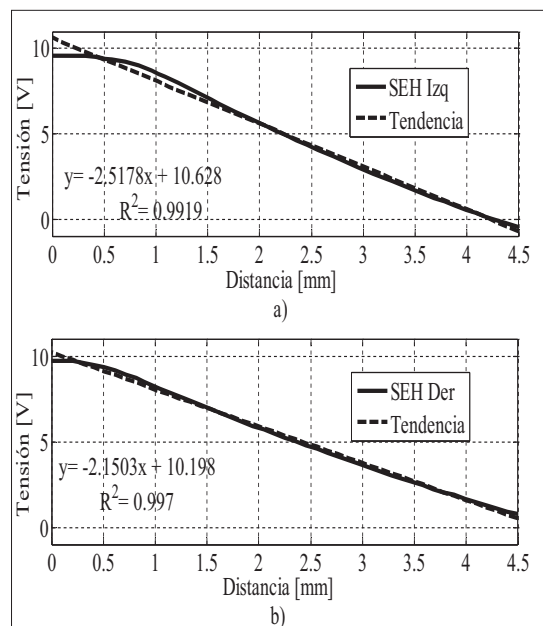 Tensión [V]
10
5
0
SEH Izq
Tendencia
y= -2.5178x + 10.628
R²= 0.9919
0 0.5 1 1.5 2 2.5 3 3.5 4 4.5
Distancia [mm]
a)
Tensión [V]
10
5
0
SEH Der
Tendencia
y= -2.1503x + 10.198
R²= 0.997
0 0.5 1 1.5 2 2.5 3 3.5 4 4.5
Distancia [mm]
b)